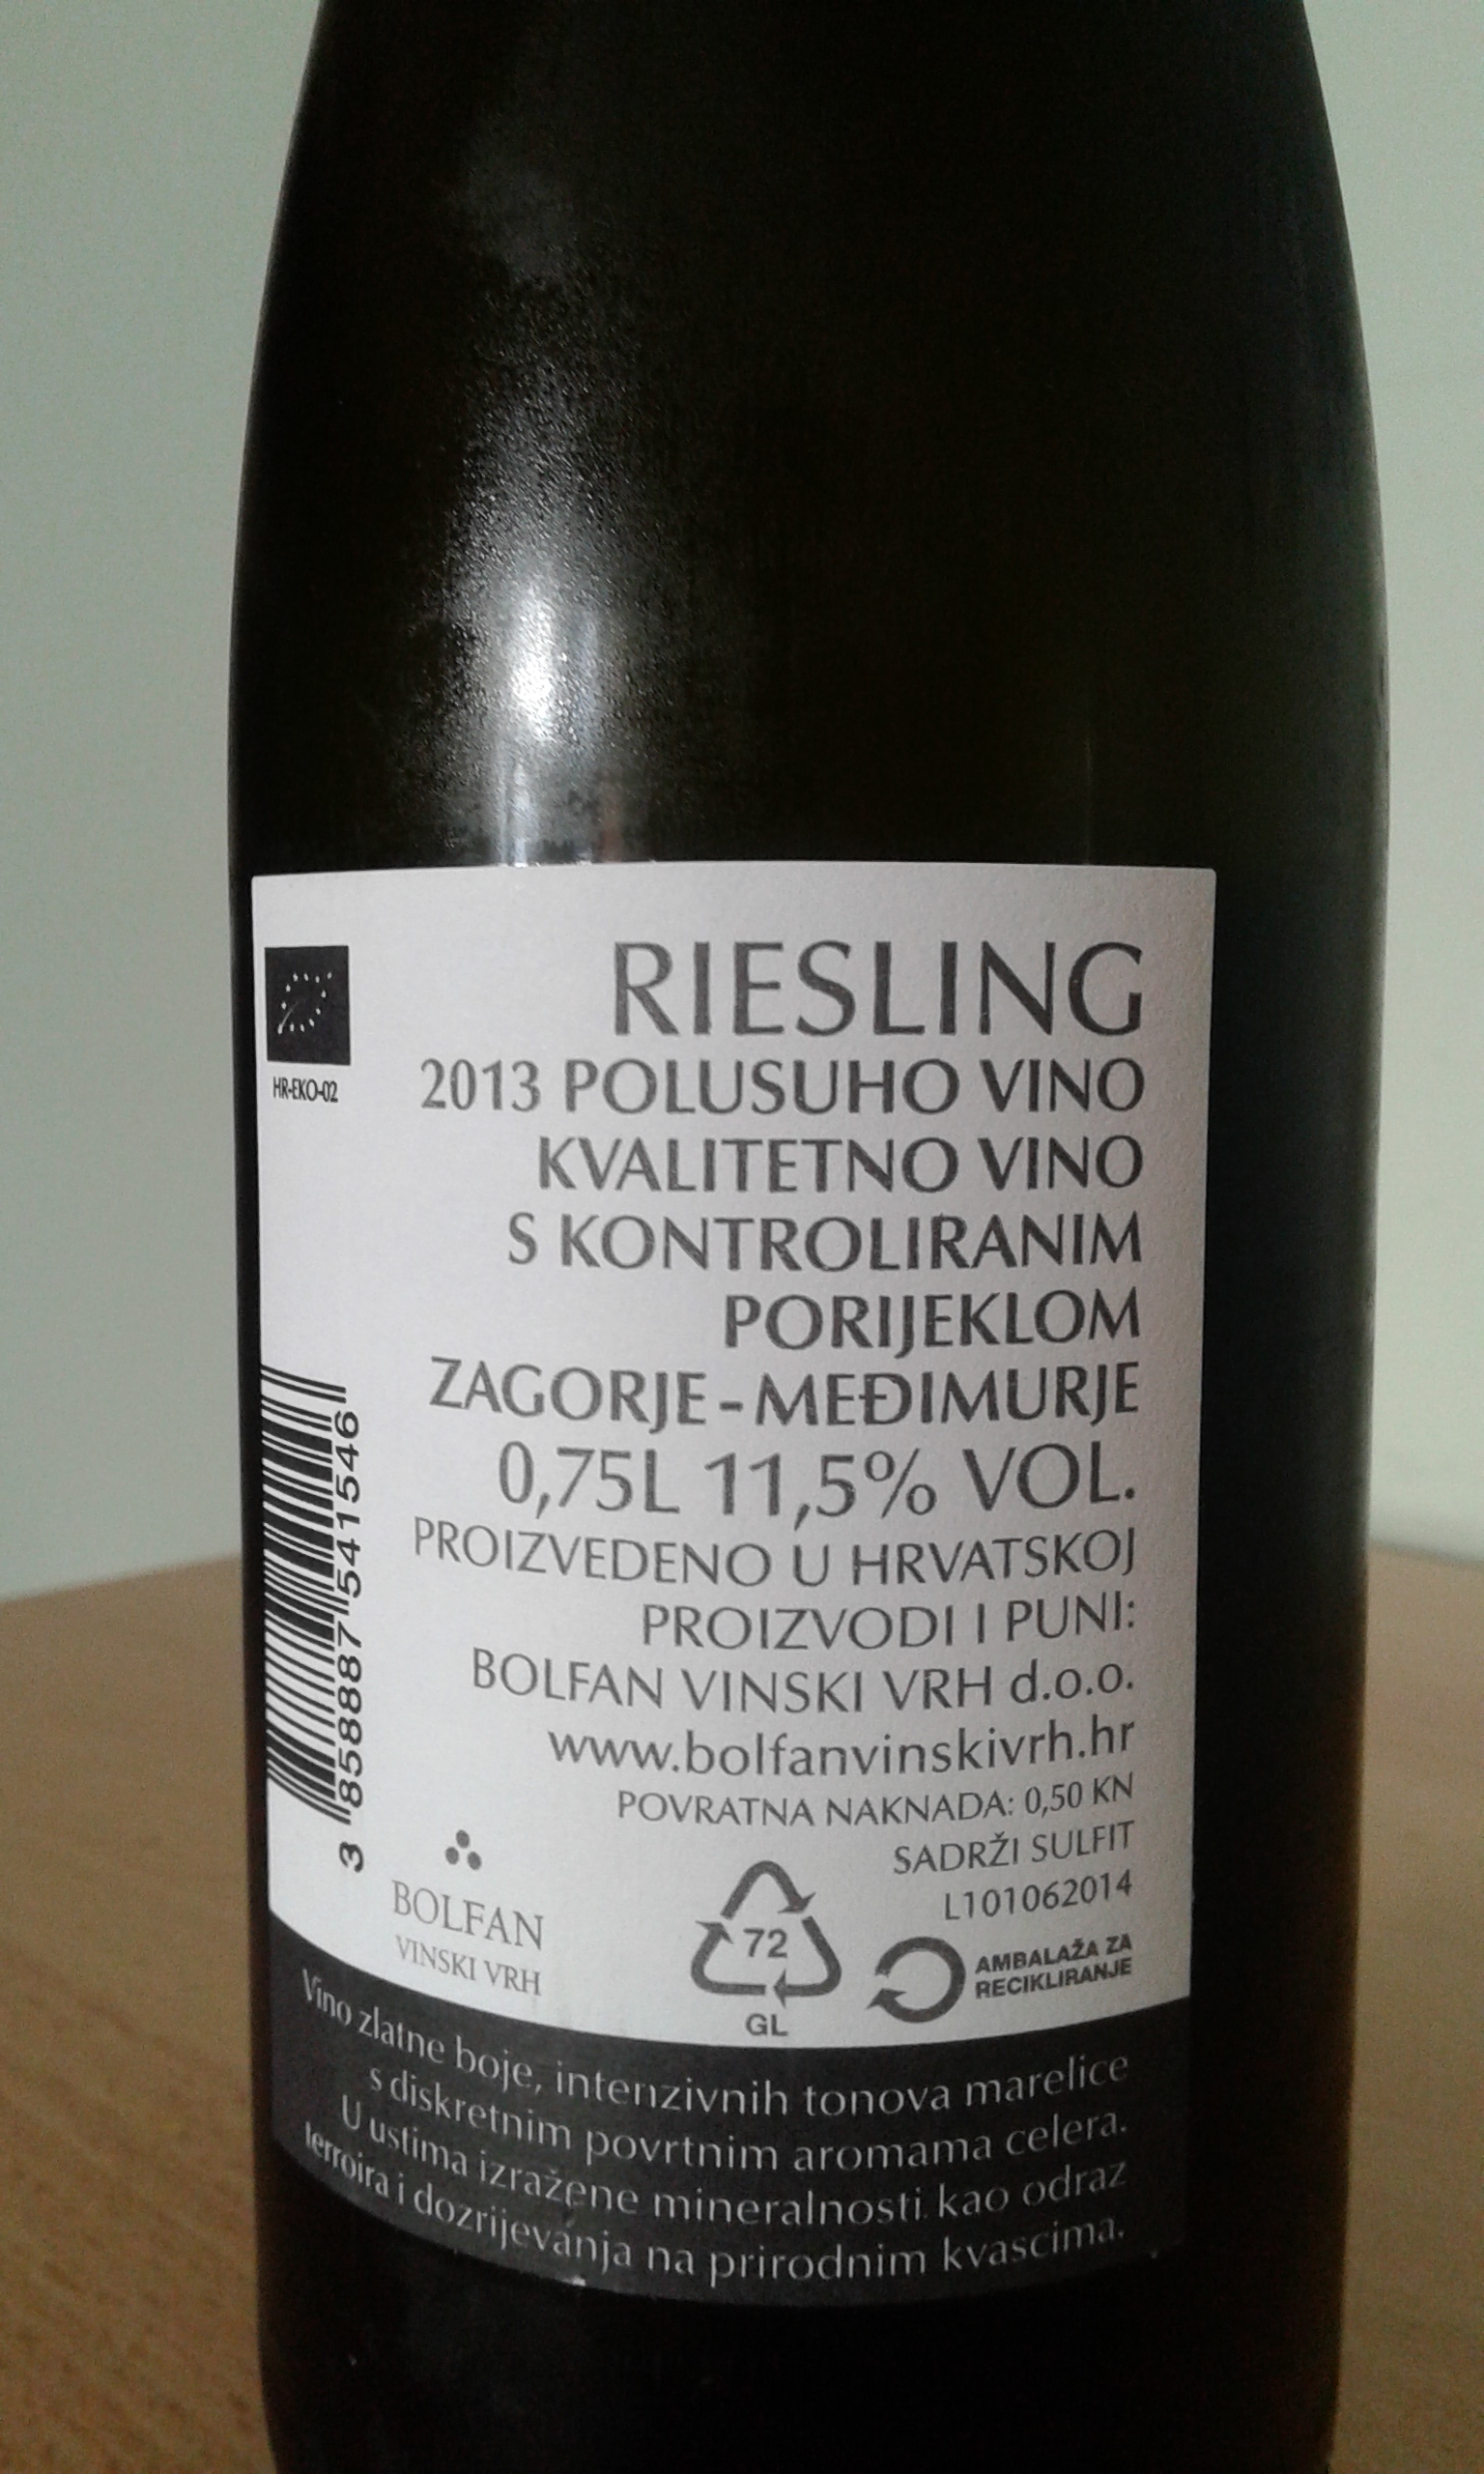 RIESLING
2013 POLUSUHO VINO
KVALITETNO VINO
S KONTROLIRANIM
PORIJEKLOM
ZAGORJE-MEĐIMURJE
0,75L 11,5% VOL.
PROIZVEDENO U HRVATSKOJ
PROIZVODI I PUNI:
BOLFAN VINSKI VRH d.o.o.
www.bolfanvinskivrh.hr
POVRATNA NAKNADA: 0,50 KN
SADRŽI SULFIT
L101062014
AMBALAŽA ZA
RECIKLIRANJE
72
GL
BOLFAN
VINSKI VRH
HR-EKO-02
3 858887 541546
Vino zlatne boje, intenzivnih tonova marelice
s diskretnim povrtnim aromama celera.
U ustima izražene mineralnosti kao odraz
terroira i dozrijevanja na prirodnim kvascima.